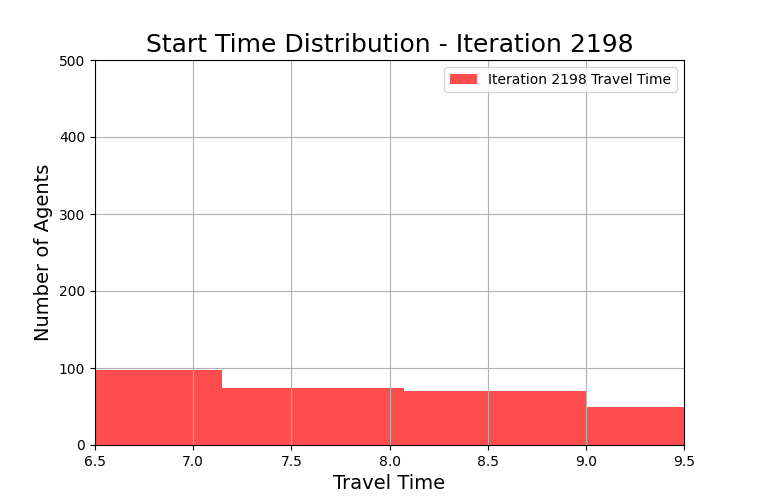 Start Time Distribution - Iteration 2198
Iteration 2198 Travel Time
Number of Agents
500
400
300
200
100
0
6.5 7.0 7.5 8.0 8.5 9.0 9.5
Travel Time